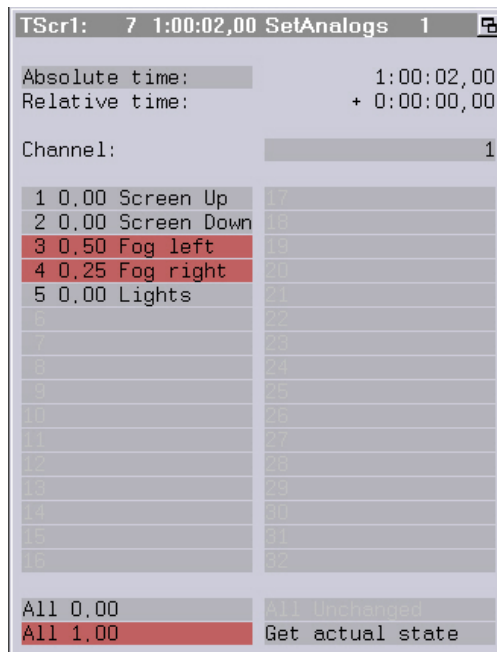 TScr1: 7 1:00:02,00 SetAnalogs 1
Absolute time: 1:00:02,00
Relative time: + 0:00:00,00
Channel: 1
1 0,00 Screen Up 17
2 0,00 Screen Down 18
3 0,50 Fog left 19
4 0,25 Fog right 20
5 0,00 Lights 21
6 22
7 23
8 24
9 25
10 26
11 27
12 28
13 29
14 30
15 31
16 32
All 0,00 All Unchanged
All 1,00 Get actual state